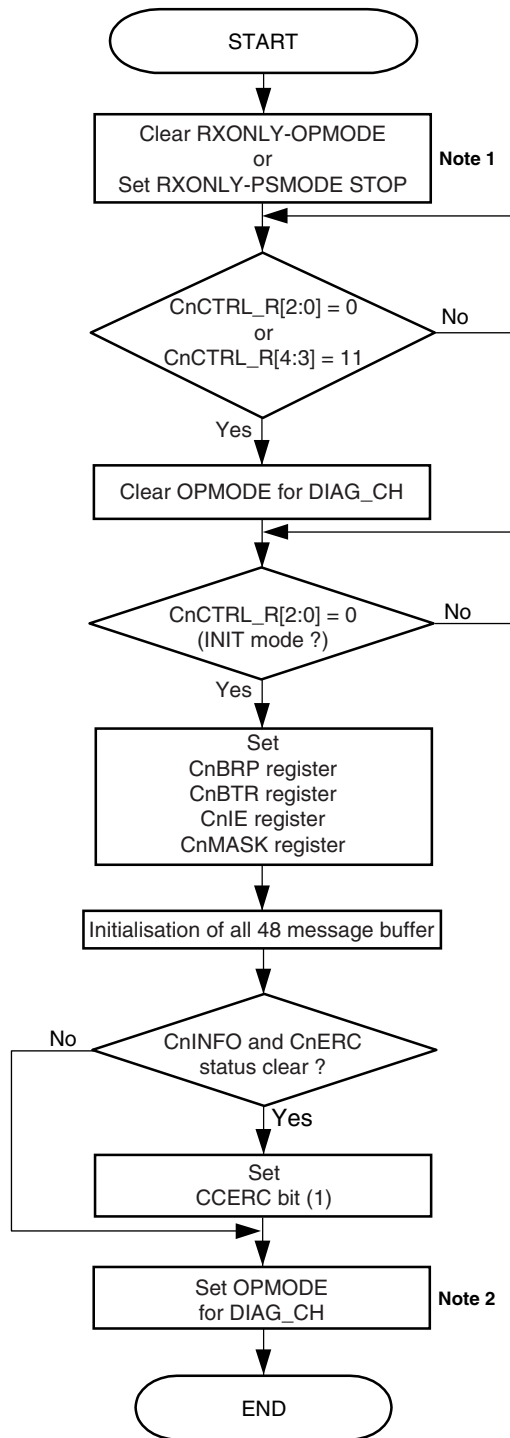 START
Clear RXONLY-OPMODE
or
Set RXONLY-PSMODE STOP
Note 1
CnCTRL_R[2:0] = 0
or
CnCTRL_R[4:3] = 11
No
Yes
Clear OPMODE for DIAG_CH
CnCTRL_R[2:0] = 0
(INIT mode ?)
No
Yes
Set
CnBRP register
CnBTR register
CnIE register
CnMASK register
Initialisation of all 48 message buffer
No
CnINFO and CnERC
status clear ?
Yes
Set
CCERC bit (1)
Set OPMODE
for DIAG_CH
Note 2
END